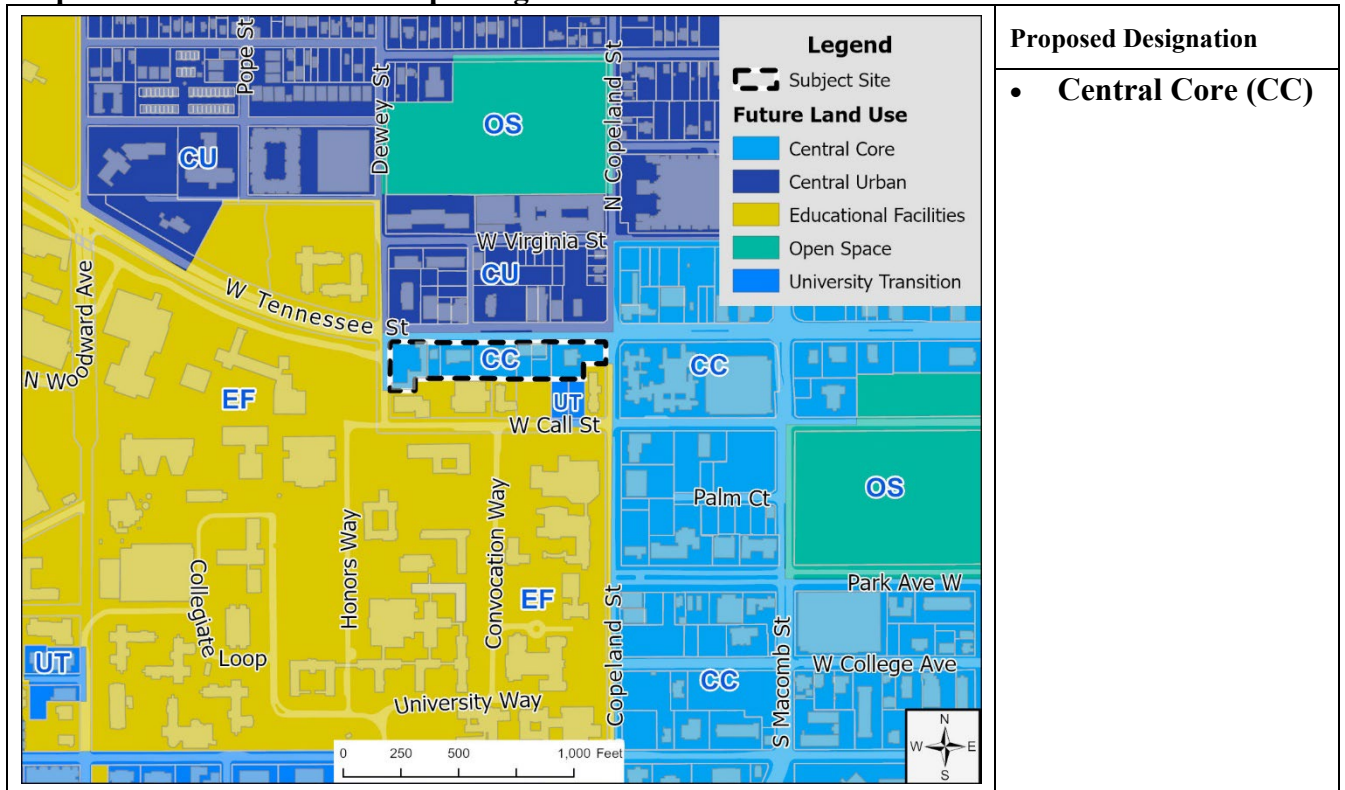 Legend
Subject Site
Future Land Use
Central Core
Central Urban
Educational Facilities
Open Space
University Transition
Pope St
Dewey St
N Copeland St
OS
CU
W Virginia St
CU
N Woodward Ave
W Tennessee St
CC
CC
EF
UT
W Call St
Palm Ct
OS
Honors Way
Convocation Way
Collegiate Loop
EF
Copeland St
Park Ave W
S Macomb St
W College Ave
UT
CC
University Way
0 250 500 1,000 Feet
N
W E
S
Proposed Designation
• Central Core (CC)